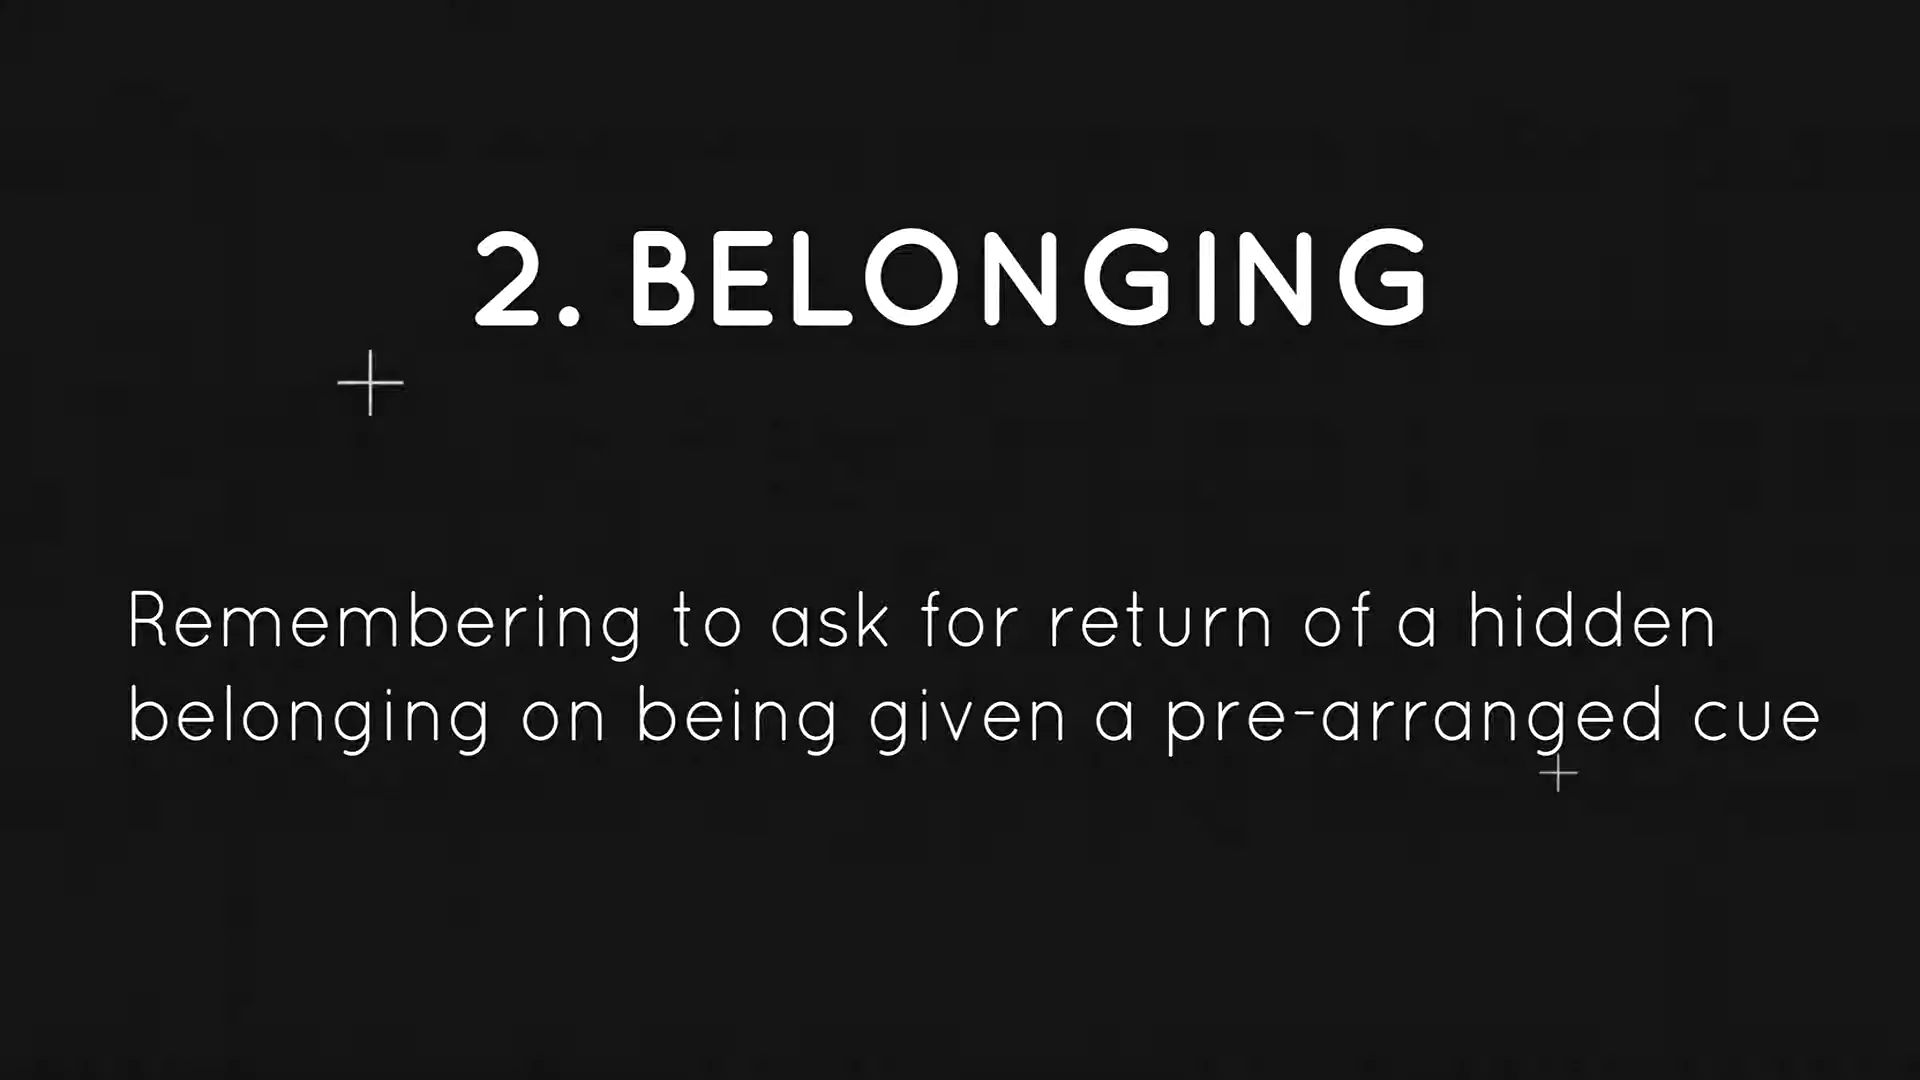 2. BELONGING
Remembering to ask for return of a hidden
belonging on being given a pre-arranged cue